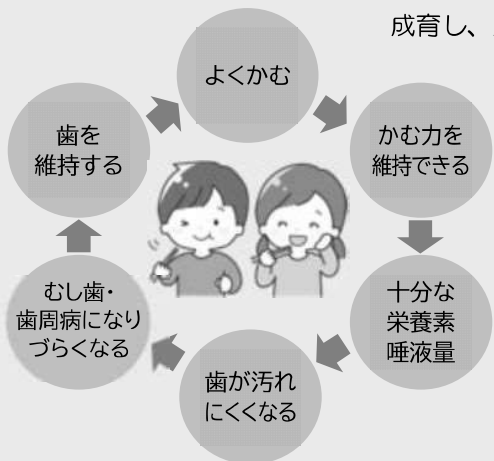 成育し、
よくかむ
かむ力を
維持できる
十分な
栄養素
唾液量
歯が汚れ
にくくなる
むし歯・
歯周病になり
づらくなる
歯を
維持する